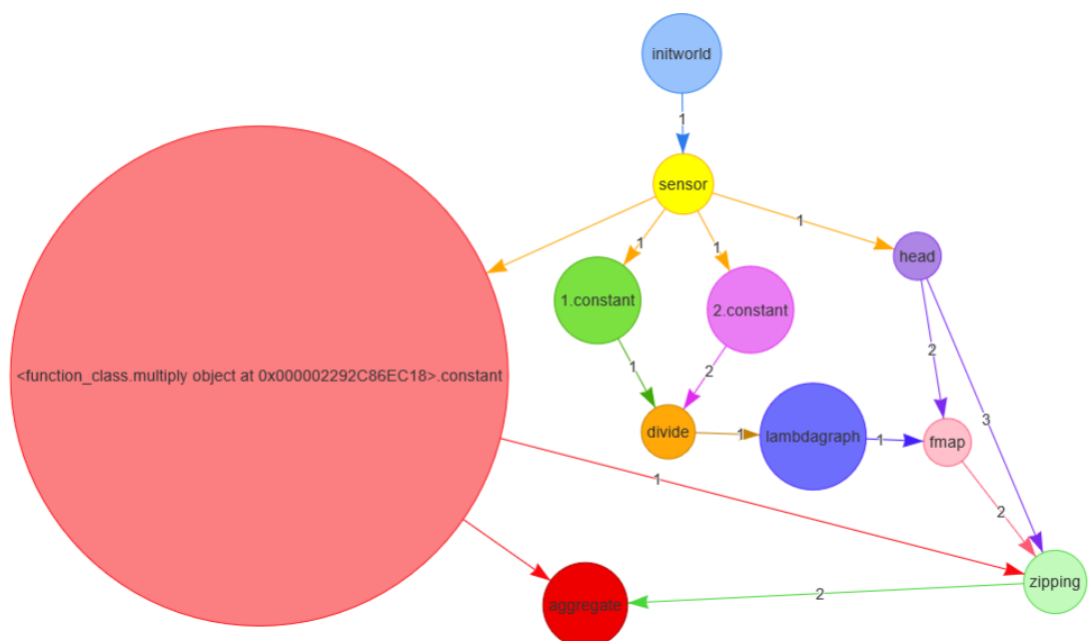 initworld
1
sensor
1
1
1
head
1.constant
2.constant
2
3
<function_class.multiply object at 0x000002292C86EC18>.constant
1
2
divide
1
lambdagraph
1
fmap
1
2
zipping
2
aggregate